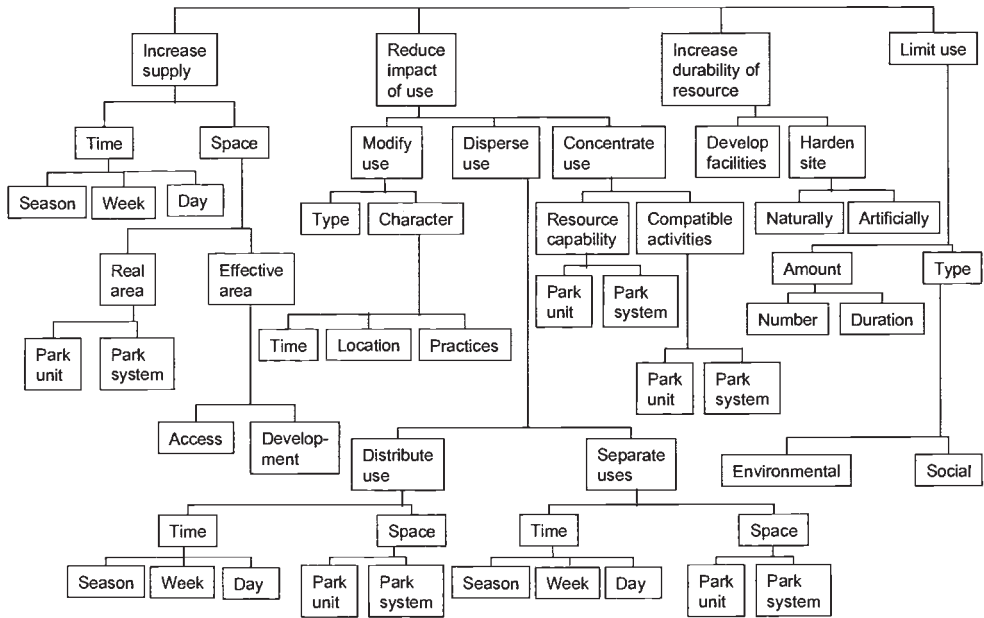 Increase
supply
Reduce
impact
of use
Increase
durability of
resource
Limit use
Time
Space
Modify
use
Disperse
use
Concentrate
use
Develop
facilities
Harden
site
Season
Week
Day
Type
Character
Resource
capability
Compatible
activities
Naturally
Artificially
Real
area
Effective
area
Amount
Type
Park
unit
Park
system
Number
Duration
Time
Location
Practices
Park
unit
Park
system
Park
unit
Park
system
Access
Develop-
ment
Distribute
use
Separate
uses
Environmental
Social
Time
Space
Time
Space
Season
Week
Day
Park
unit
Park
system
Season
Week
Day
Park
unit
Park
system